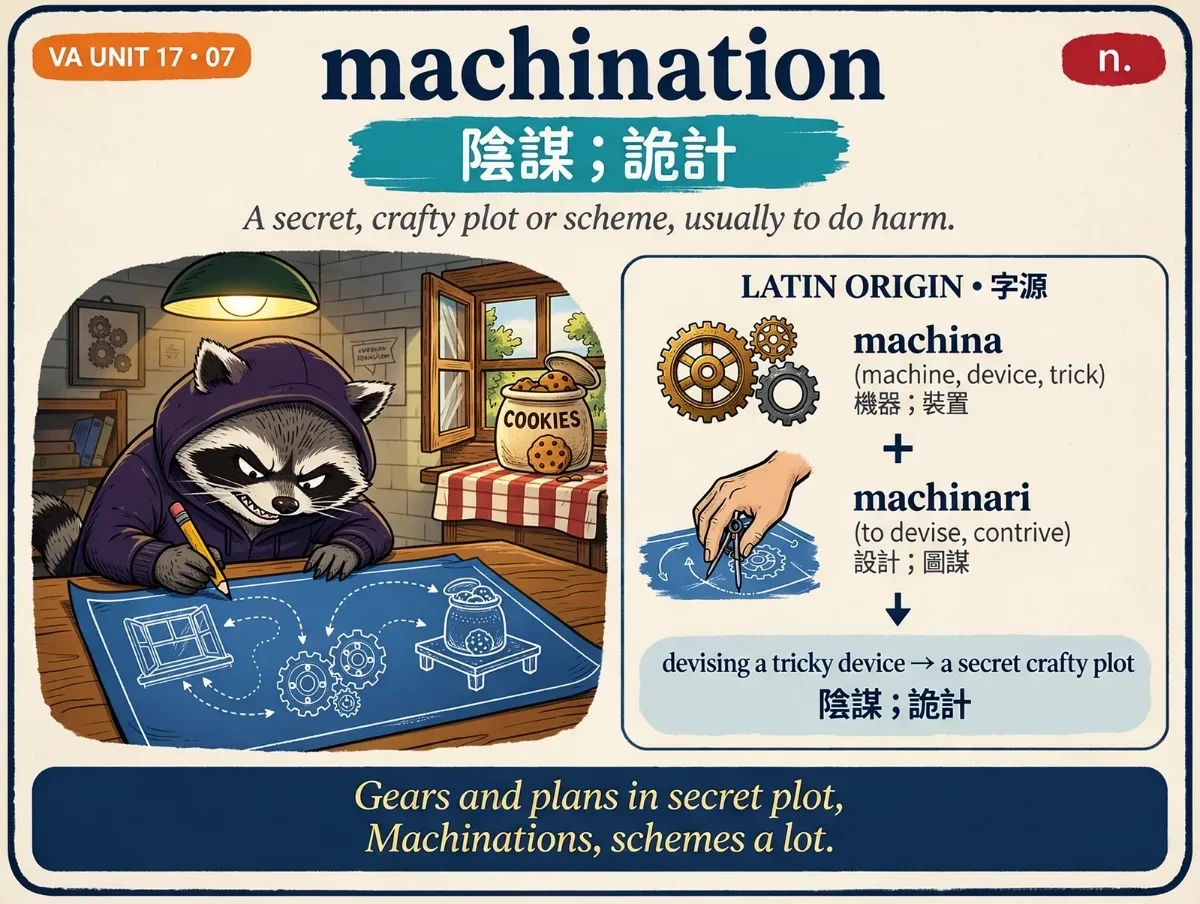 VA UNIT 17 • 07
machination
n.
陰謀；詭計
A secret, crafty plot or scheme, usually to do harm.
COOKIES
LATIN ORIGIN • 字源
machina
(machine, device, trick)
機器；裝置
+
machinari
(to devise, contrive)
設計；圖謀
devising a tricky device → a secret crafty plot
陰謀；詭計
Gears and plans in secret plot,
Machinations, schemes a lot.